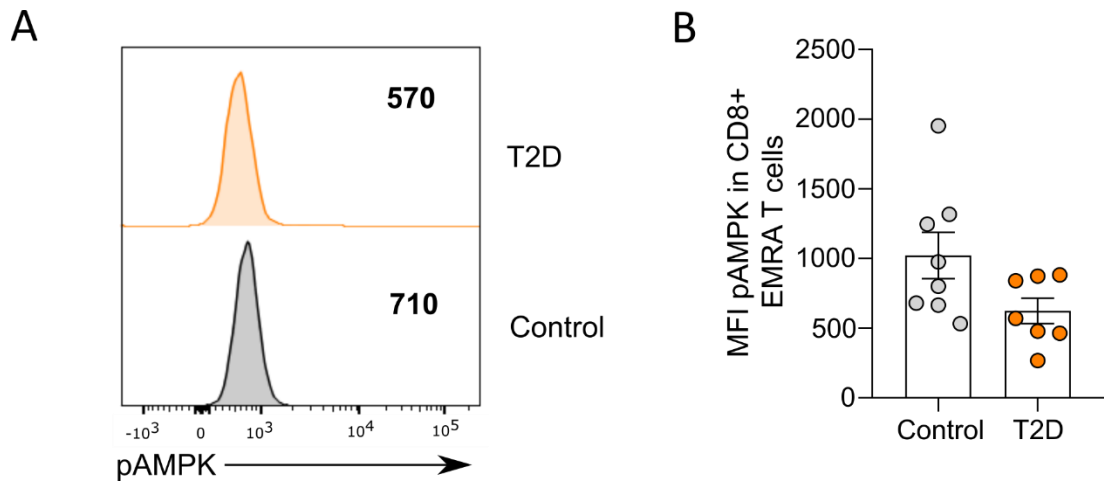 A
570
T2D
710
Control
-10³ 0 10³ 10⁴ 10⁵
pAMPK
B
MFI pAMPK in CD8+
EMRA T cells
2500
2000
1500
1000
500
0
Control T2D